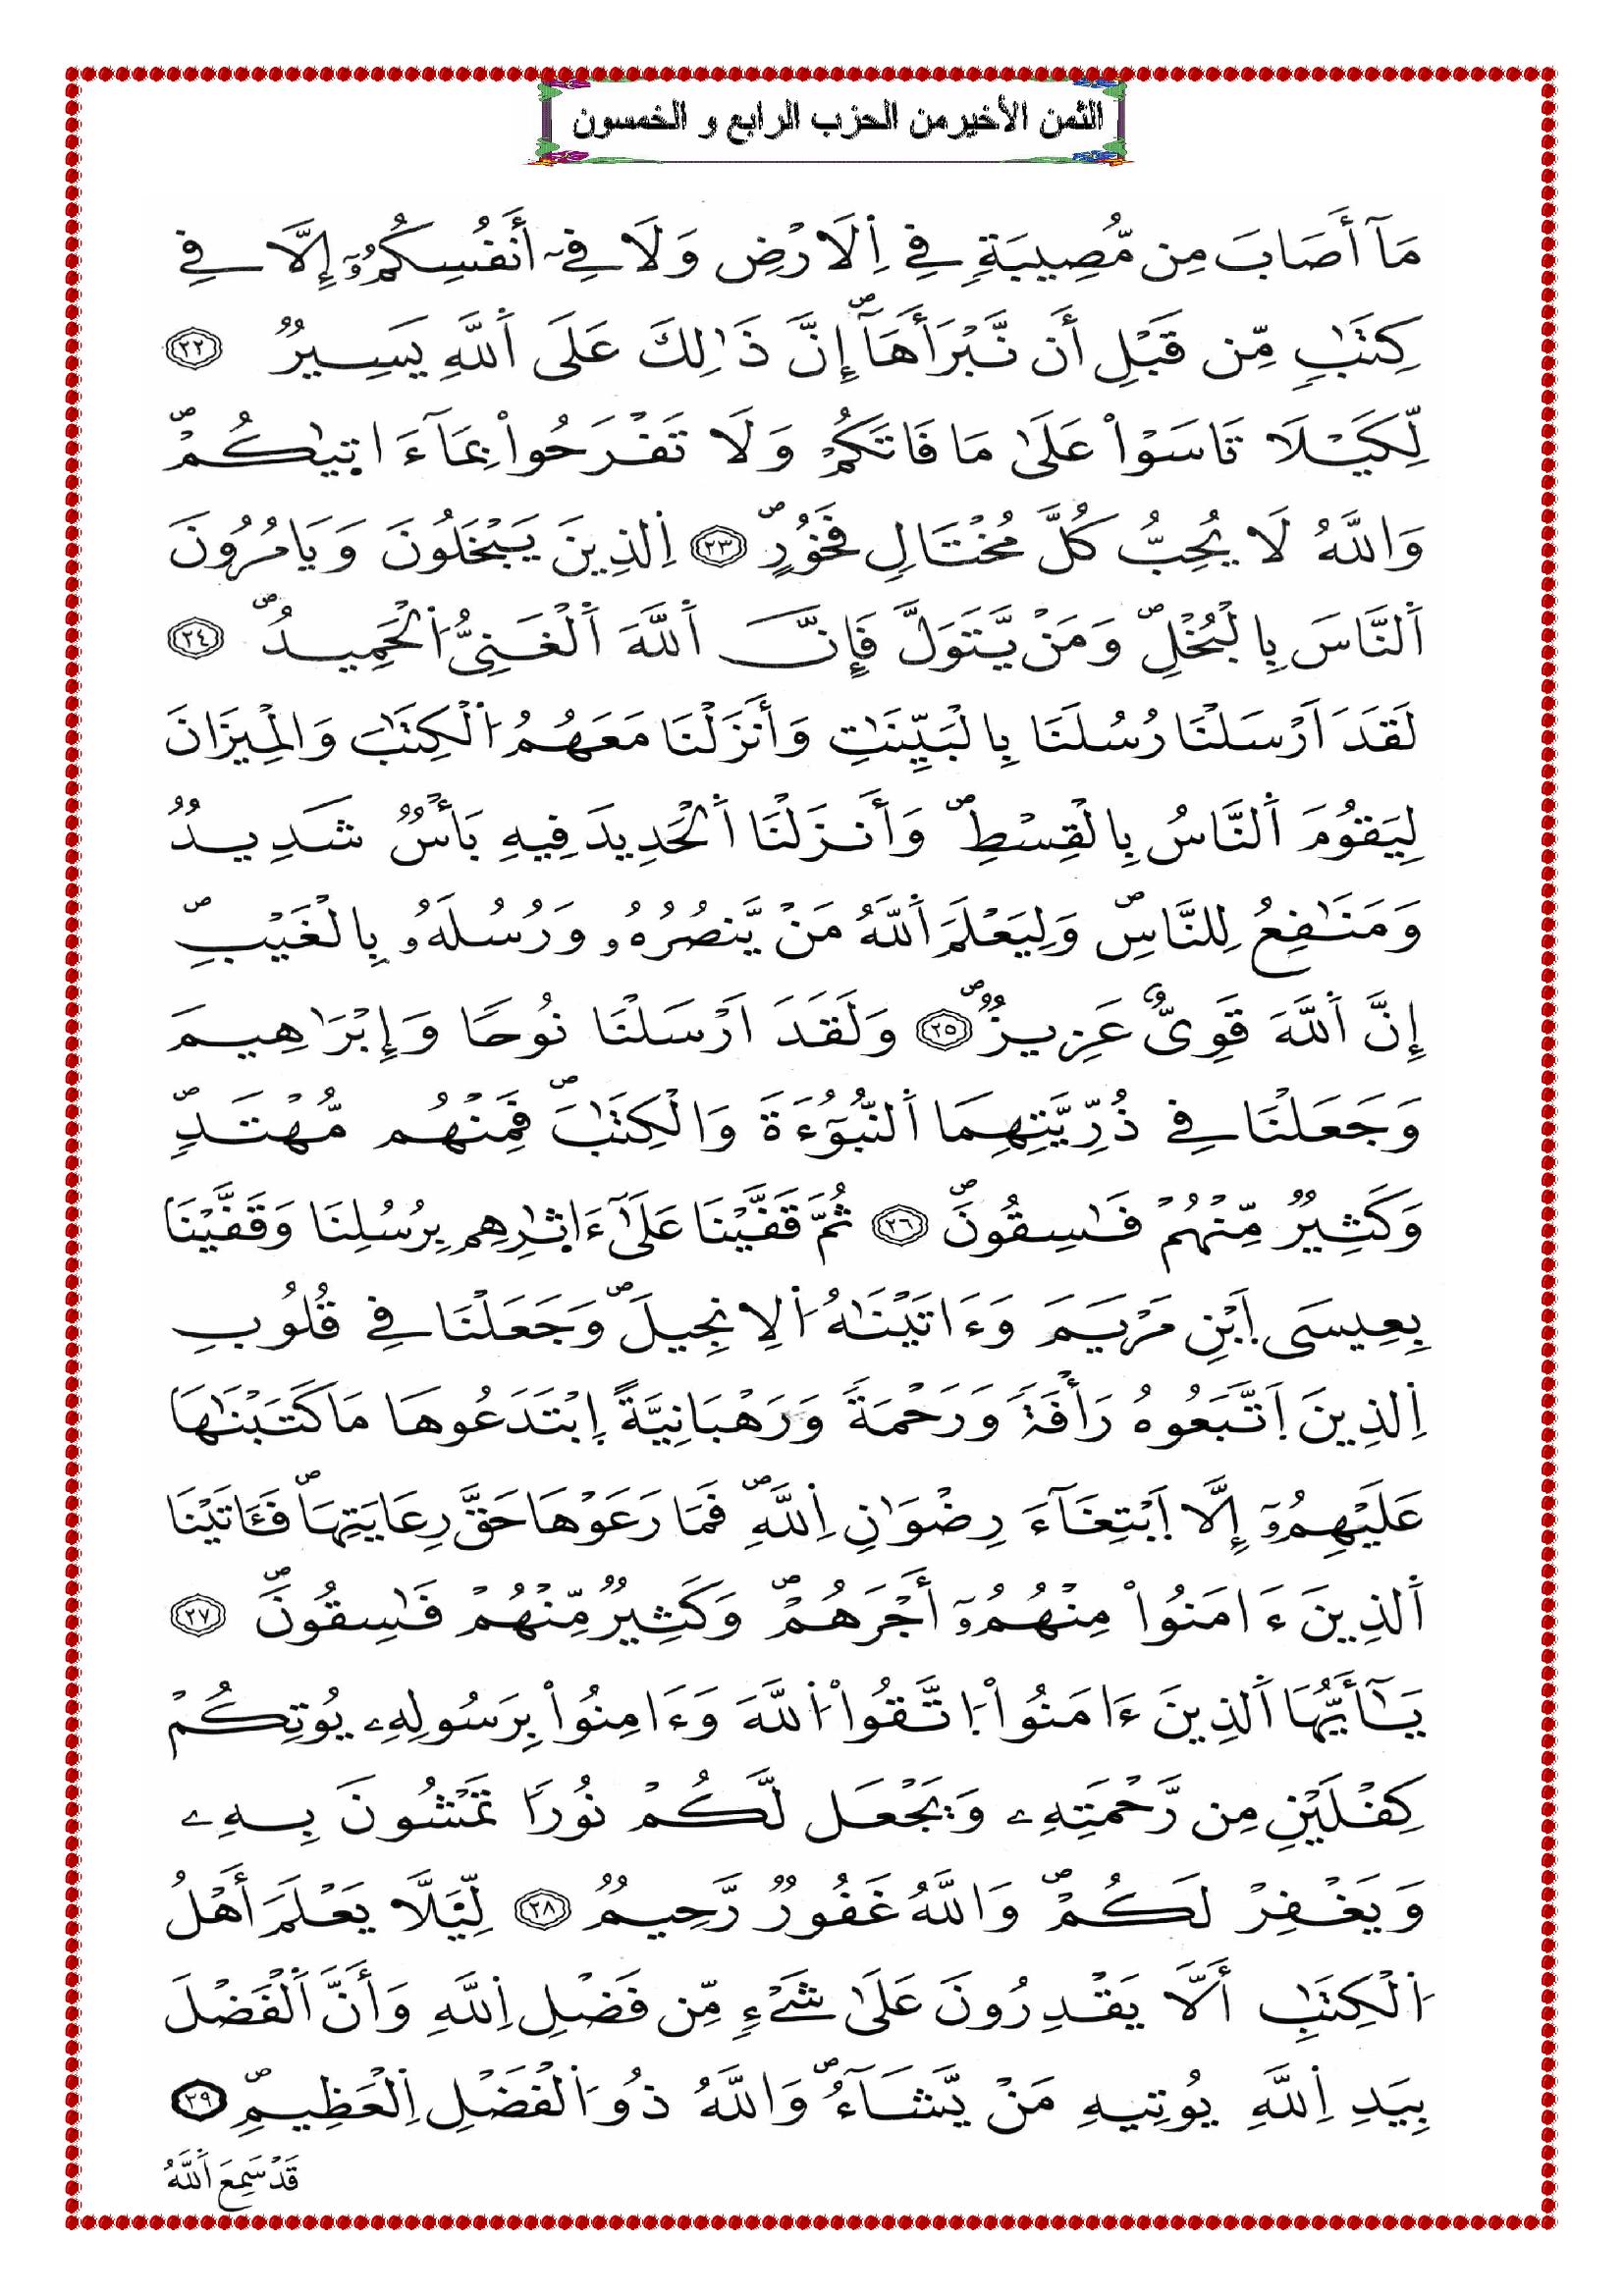 الثمن الأخير من الحزب الرابع و الخمسون
مَآ أَصَابَ مِن مُّصِيبَةٖ فِے اِ۬لَارْضِ وَلَا فِےٓ أَنفُسِكُمُۥٓ إِلَّا فِے
كِتَٰبٖ مِّن قَبْلِ أَن نَّبْرَأَهَآۖ إِنَّ ذَٰلِكَ عَلَى اَ۬للَّهِ يَسِيرٞ ٢٢
لِّكَيْلَا تَاسَوْاْ عَلَىٰ مَا فَاتَكُمْ وَلَا تَفْرَحُواْ بِمَآ ءَاتٜيٰكُمْۖ
وَاللَّهُ لَا يُحِبُّ كُلَّ مُخْتَالٖ فَخُورٍۖ ٢٣ اِ۬لذِينَ يَبْخَلُونَ وَيَامُرُونَ
اَ۬لنَّاسَ بِالْبُخْلِۖ وَمَنْ يَّتَوَلَّ فَإِنَّ اَ۬للَّهَ اَ۬لْغَنِيُّ اُ۬لْحَمِيدُۖ ٢٤
لَقَدَ اَرْسَلْنَا رُسُلَنَا بِالْبَيِّنَٰتِ وَأَنزَلْنَا مَعَهُمُ اُ۬لْكِتَٰبَ وَالْمِيزَانَ
لِيَقُومَ اَ۬لنَّاسُ بِالْقِسْطِۖ وَأَنزَلْنَا اَ۬لْحَدِيدَ فِيهِ بَأْسٞ شَدِيدٞ
وَمَنَٰفِعُ لِلنَّاسِۖ وَلِيَعْلَمَ اَ۬للَّهُ مَنْ يَّنصُرُهُۥ وَرُسُلَهُۥ بِالْغَيْبِۖ
إِنَّ اَ۬للَّهَ قَوِيٌّ عَزِيزٞۖ ٢٥ وَلَقَدَ اَرْسَلْنَا نُوحاٗ وَإِبْرَٰهِيمَ
وَجَعَلْنَا فِے ذُرِّيَّتِهِمَا اَ۬لنُّبُوٓءَةَ وَالْكِتَٰبَۖ فَمِنْهُم مُّهْتَدٖۖ
وَكَثِيرٞ مِّنْهُمْ فَٰسِقُونَۖ ٢٦ ثُمَّ قَفَّيْنَا عَلَىٰٓ ءَاثٰٜرِهِم بِرُسُلِنَا وَقَفَّيْنَا
بِعِيسَى اَ۪بْنِ مَرْيَمَ وَءَاتَيْنَٰهُ اُ۬لِانجِيلَۖ وَجَعَلْنَا فِے قُلُوبِ
اِ۬لذِينَ اَ۪تَّبَعُوهُ رَأْفَةٗ وَرَحْمَةٗ وَرَهْبَانِيَّةً اِ۪بْتَدَعُوهَا مَا كَتَبْنَٰهَا
عَلَيْهِمُۥٓ إِلَّا اَ۪بْتِغَآءَ رِضْوَٰنِ اِ۬للَّهِۖ فَمَا رَعَوْهَا حَقَّ رِعَايَتِهَاۖ فَـَٔاتَيْنَا
اَ۬لذِينَ ءَامَنُواْ مِنْهُمُۥٓ أَجْرَهُمْۖ وَكَثِيرٞ مِّنْهُمْ فَٰسِقُونَۖ ٢٧
يَٰٓأَيُّهَا اَ۬لذِينَ ءَامَنُواْ اُ۪تَّقُواْ اُ۬للَّهَ وَءَامِنُواْ بِرَسُولِهِۦ يُوتِكُمْ
كِفْلَيْنِ مِن رَّحْمَتِهِۦ وَيَجْعَل لَّكُمْ نُوراٗ تَمْشُونَ بِهِۦ
وَيَغْفِرْ لَكُمْۖ وَاللَّهُ غَفُورٞ رَّحِيمٞ ٢٨ لِّيَ۬لَّا يَعْلَمَ أَهْلُ
اُ۬لْكِتَٰبِ أَلَّا يَقْدِرُونَ عَلَىٰ شَےْءٖ مِّن فَضْلِ اِ۬للَّهِ وَأَنَّ اَ۬لْفَضْلَ
بِيَدِ اِ۬للَّهِ يُوتِيهِ مَنْ يَّشَآءُۖ وَاللَّهُ ذُو اُ۬لْفَضْلِ اِ۬لْعَظِيمِۖ ٢٩
قَدْ سَمِعَ اَ۬للَّهُ